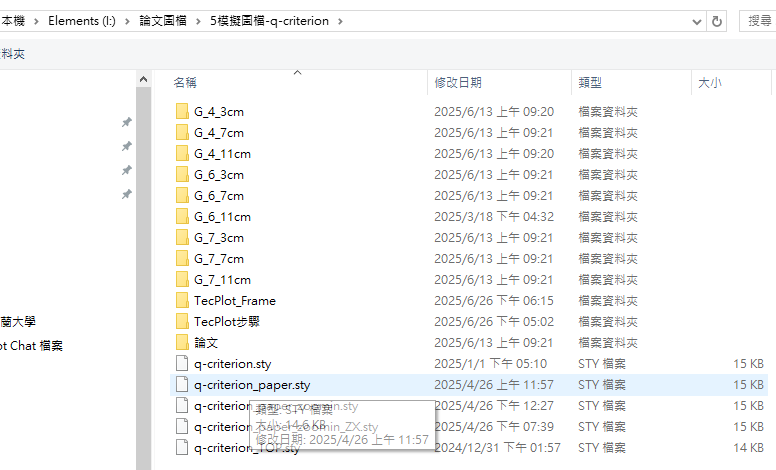 本機 > Elements (I:) > 論文圖檔 > 5模擬圖檔-q-criterion >
搜尋
資料夾
名稱 修改日期 類型 大小
G_4_3cm 2025/6/13 上午 09:20 檔案資料夾
G_4_7cm 2025/6/13 上午 09:21 檔案資料夾
G_4_11cm 2025/6/13 上午 09:20 檔案資料夾
G_6_3cm 2025/6/13 上午 09:21 檔案資料夾
G_6_7cm 2025/6/13 上午 09:21 檔案資料夾
G_6_11cm 2025/3/18 下午 04:32 檔案資料夾
G_7_3cm 2025/6/13 上午 09:21 檔案資料夾
G_7_7cm 2025/6/13 上午 09:21 檔案資料夾
G_7_11cm 2025/6/13 上午 09:21 檔案資料夾
TecPlot_Frame 2025/6/26 下午 06:15 檔案資料夾
蘭大學
TecPlot步驟 2025/6/26 下午 05:02 檔案資料夾
ot Chat 檔案
論文 2025/6/13 上午 09:21 檔案資料夾
q-criterion.sty 2025/1/1 下午 05:10 STY 檔案 15 KB
q-criterion_paper.sty 2025/4/26 上午 11:57 STY 檔案 15 KB
q-criterion_paper_zoomin.sty 2025/4/26 下午 12:27 STY 檔案 15 KB
類型: STY 檔案
大小: 14.6 KB
修改日期: 2025/4/26 上午 11:57
q-criterion_paper_zoomin_ZX.sty 2025/4/26 下午 07:39 STY 檔案 15 KB
q-criterion_TOP.sty 2024/12/31 下午 01:57 STY 檔案 14 KB